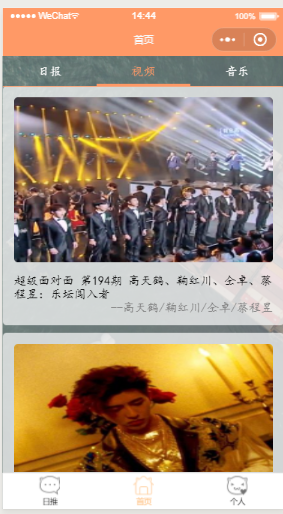 WeChat
14:44
100%
首页
日报
视频
音乐
超级面对面 第194期 高天鹤、鞠红川、仝卓、蔡
程昱：乐坛闯入者
--高天鹤/鞠红川/仝卓/蔡程昱
日推
首页
个人